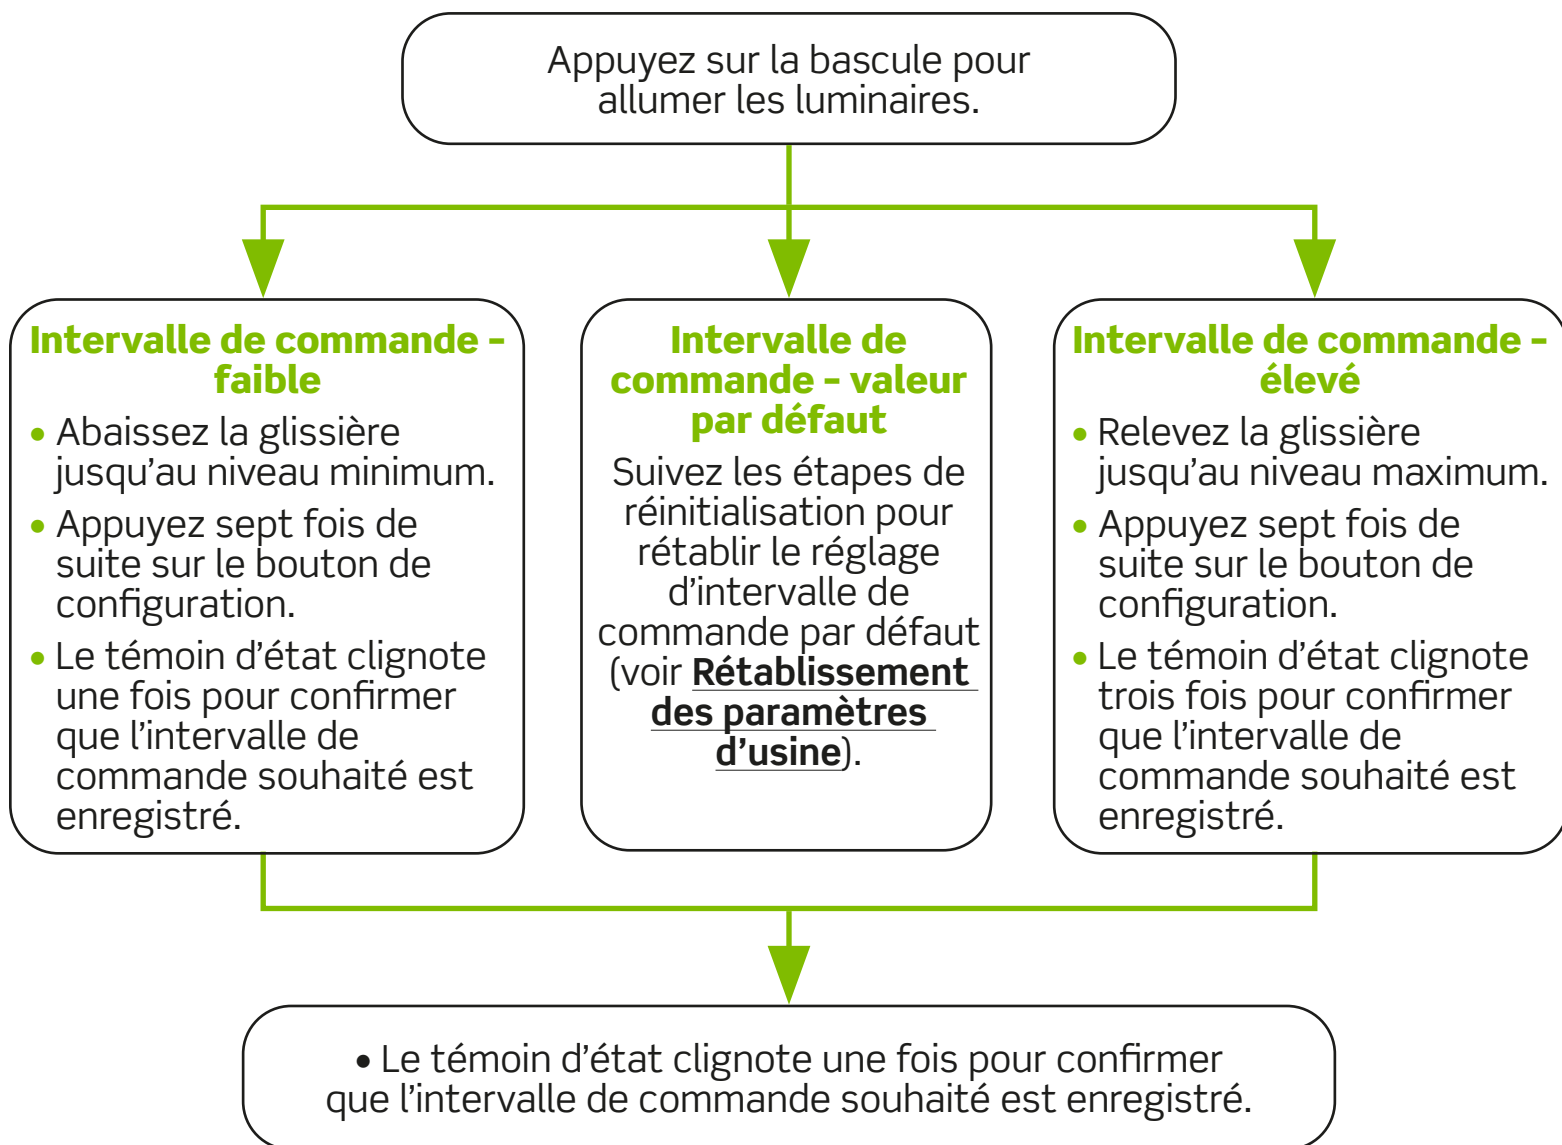 Appuyez sur la bascule pour
allumer les luminaires.
Intervalle de commande -
faible
• Abaissez la glissière
jusqu’au niveau minimum.
• Appuyez sept fois de
suite sur le bouton de
configuration.
• Le témoin d’état clignote
une fois pour confirmer
que l’intervalle de
commande souhaité est
enregistré.
Intervalle de
commande - valeur
par défaut
Suivez les étapes de
réinitialisation pour
rétablir le réglage
d’intervalle de
commande par défaut
(voir Rétablissement
des paramètres
d’usine).
Intervalle de commande -
élevé
• Relevez la glissière
jusqu’au niveau maximum.
• Appuyez sept fois de
suite sur le bouton de
configuration.
• Le témoin d’état clignote
trois fois pour confirmer
que l’intervalle de
commande souhaité est
enregistré.
• Le témoin d’état clignote une fois pour confirmer
que l’intervalle de commande souhaité est enregistré.